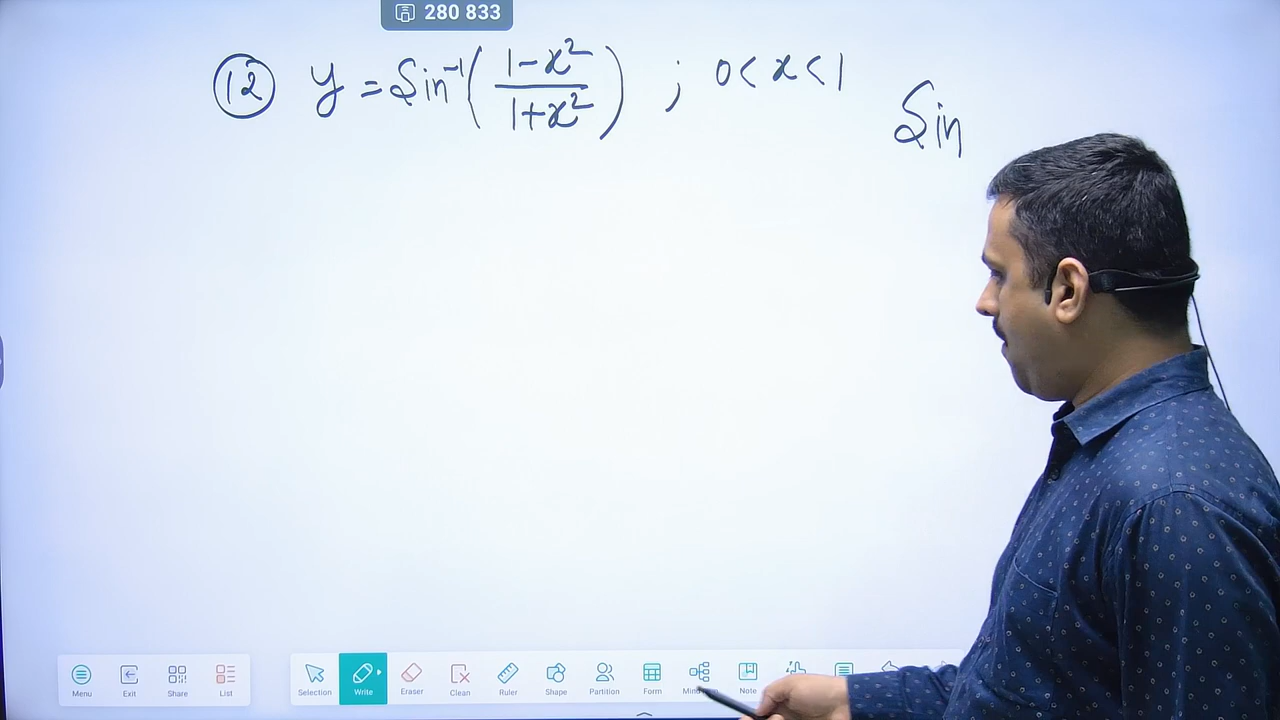 280 833
(12) y = Sin⁻¹((1-x²)/(1+x²)) ; 0 < x < 1
Sin
Menu Exit Share List Selection Write Eraser Clean Ruler Shape Partition Form Note